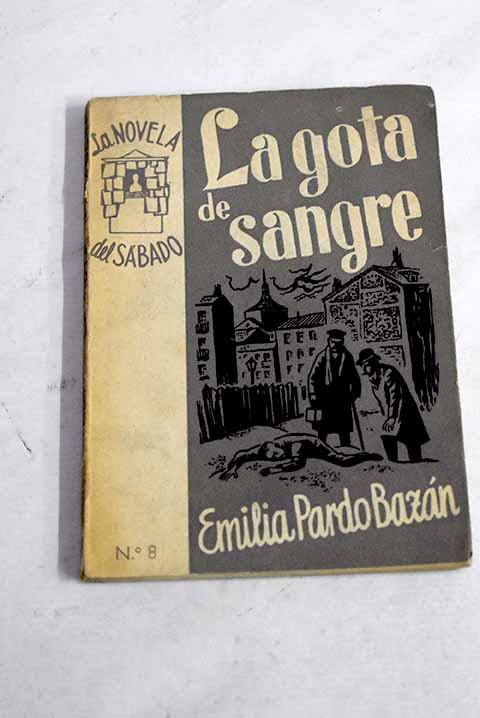 La NOVELA
del SÁBADO
La gota
de sangre
Emilia Pardo Bazán
N.º 8